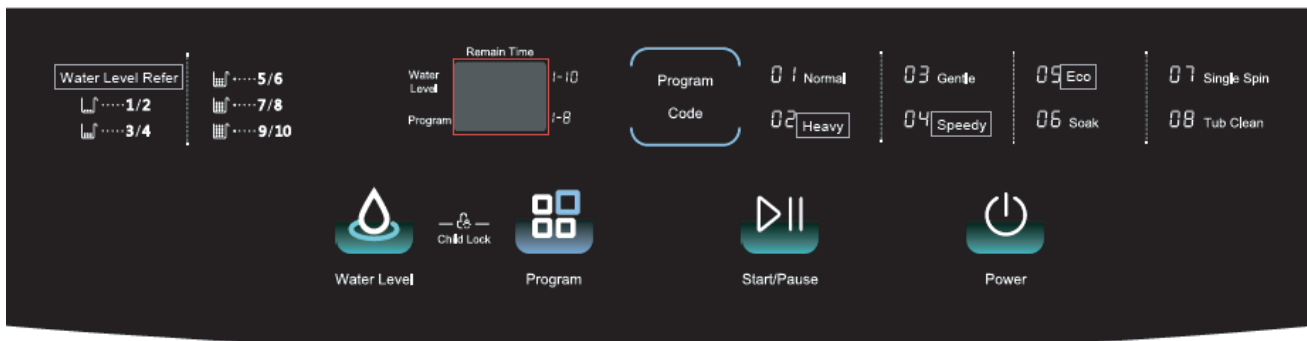 Water Level Refer
·····1/2
·····3/4
·····5/6
·····7/8
·····9/10
Remain Time
Water Level 1-10
Program 1-8
Program Code
01 Normal
02 Heavy
03 Gentle
04 Speedy
05 Eco
06 Soak
07 Single Spin
08 Tub Clean
Water Level
Child Lock
Program
Start/Pause
Power